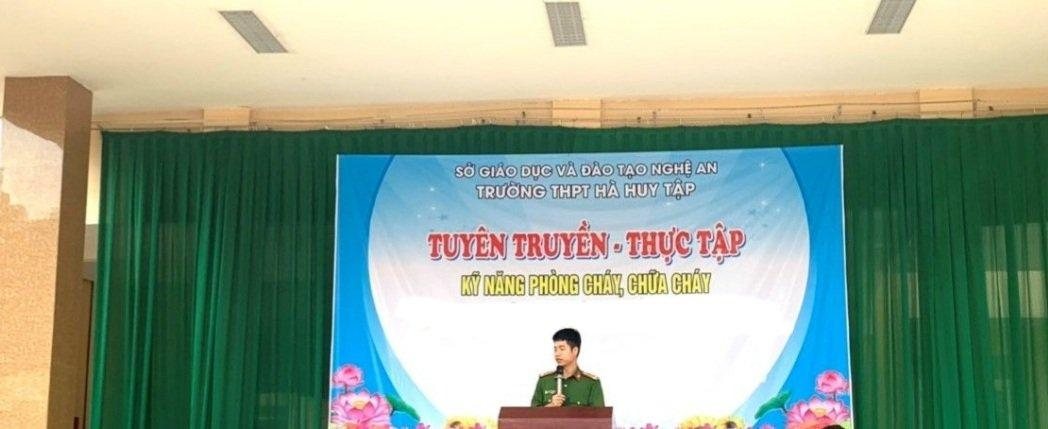 SỞ GIÁO DỤC VÀ ĐÀO TẠO NGHỆ AN
TRƯỜNG THPT HÀ HUY TẬP
TUYÊN TRUYỀN - THỰC TẬP
KỸ NĂNG PHÒNG CHÁY, CHỮA CHÁY